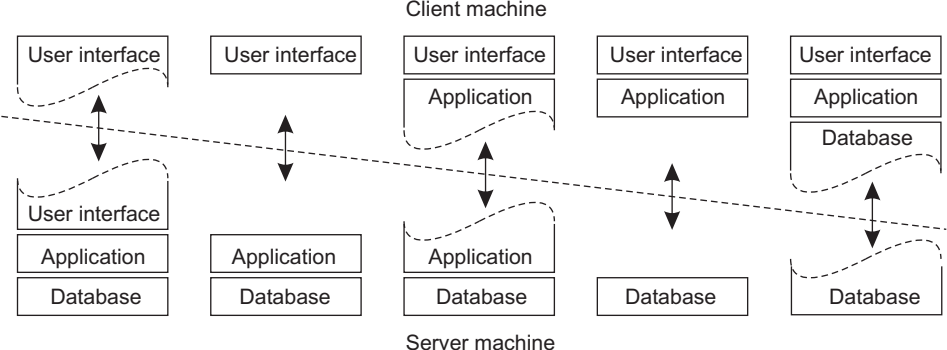 Client machine
User interface
User interface
User interface
User interface
User interface
Application
Application
Application
Database
User interface
Application
Application
Application
Database
Database
Database
Database
Database
Server machine